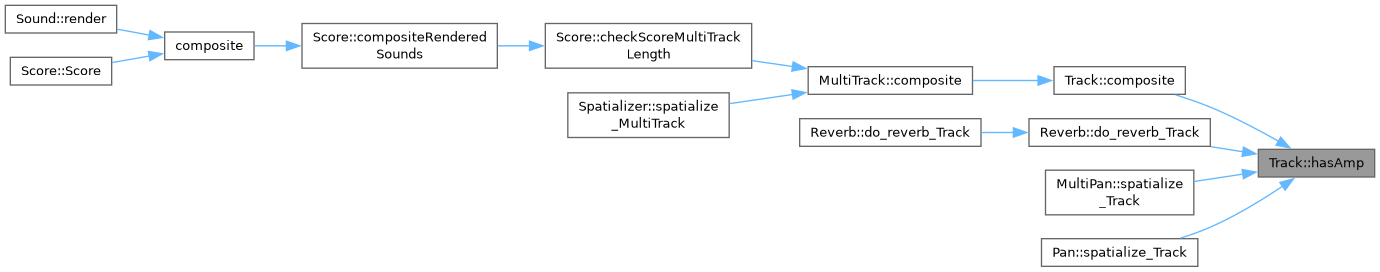 Sound::render
Score::Score
composite
Score::compositeRendered
Sounds
Score::checkScoreMultiTrack
Length
Spatializer::spatialize
_MultiTrack
MultiTrack::composite
Reverb::do_reverb_Track
Track::composite
Reverb::do_reverb_Track
MultiPan::spatialize
_Track
Pan::spatialize_Track
Track::hasAmp